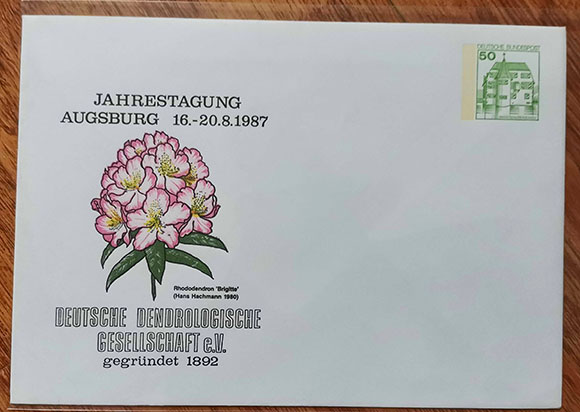 JAHRESTAGUNG
AUGSBURG 16.-20.8.1987
DEUTSCHE BUNDESPOST
50
Rhododendron 'Brigitte'
(Hans Hachmann 1980)
DEUTSCHE DENDROLOGISCHE
GESELLSCHAFT e.V.
gegründet 1892